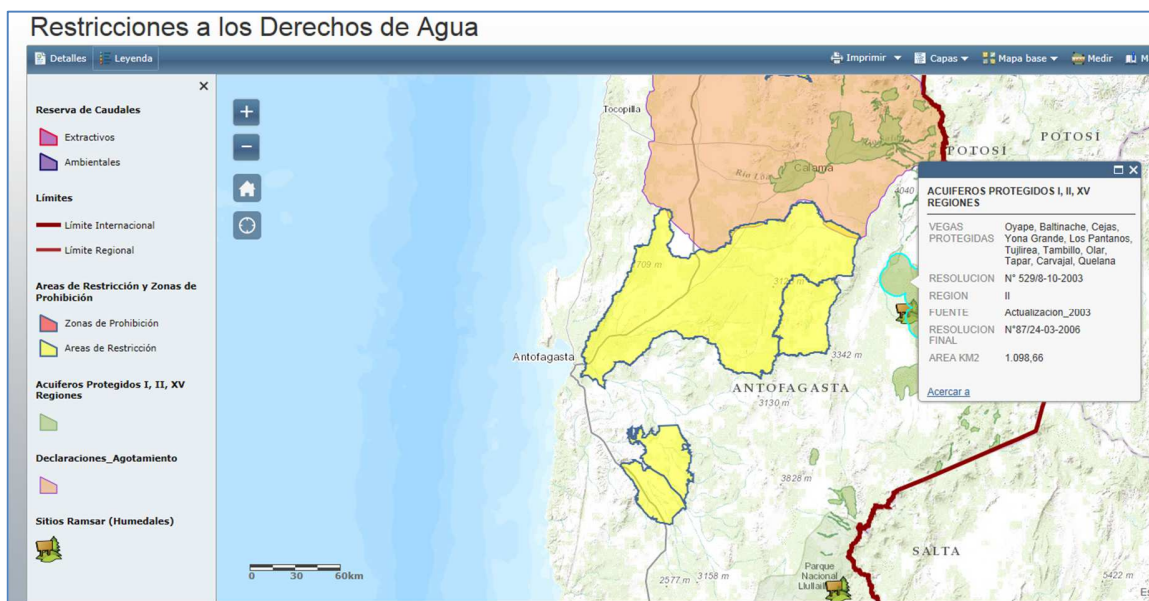 Restricciones a los Derechos de Agua
Detalles Leyenda Imprimir Capas Mapa base Medir M
Reserva de Caudales
Extractivos
Ambientales
Límites
Límite Internacional
Límite Regional
Areas de Restricción y Zonas de
Prohibición
Zonas de Prohibición
Areas de Restricción
Acuiferos Protegidos I, II, XV
Regiones
Declaraciones_Agotamiento
Sitios Ramsar (Humedales)
0 30 60km
Tocopilla
Calama
Río Loa
4040
POTOSI
POTOSI
709 m
Antofagasta
3342 m
ANTOFAGASTA
3130 m
3828 m
SALTA
Parque
Nacional
2577 m
3158 m
5422 m
ACUIFEROS PROTEGIDOS I, II, XV
REGIONES
VEGAS Oyape, Baltinache, Cejas,
PROTEGIDAS Yona Grande, Los Pantanos,
Tujlirea, Tambillo, Olar,
Tapar, Carvajal, Quelana
RESOLUCION N° 529/8-10-2003
REGION II
FUENTE Actualizacion_2003
RESOLUCION N°87/24-03-2006
FINAL
AREA KM2 1.098,66
Acercar a